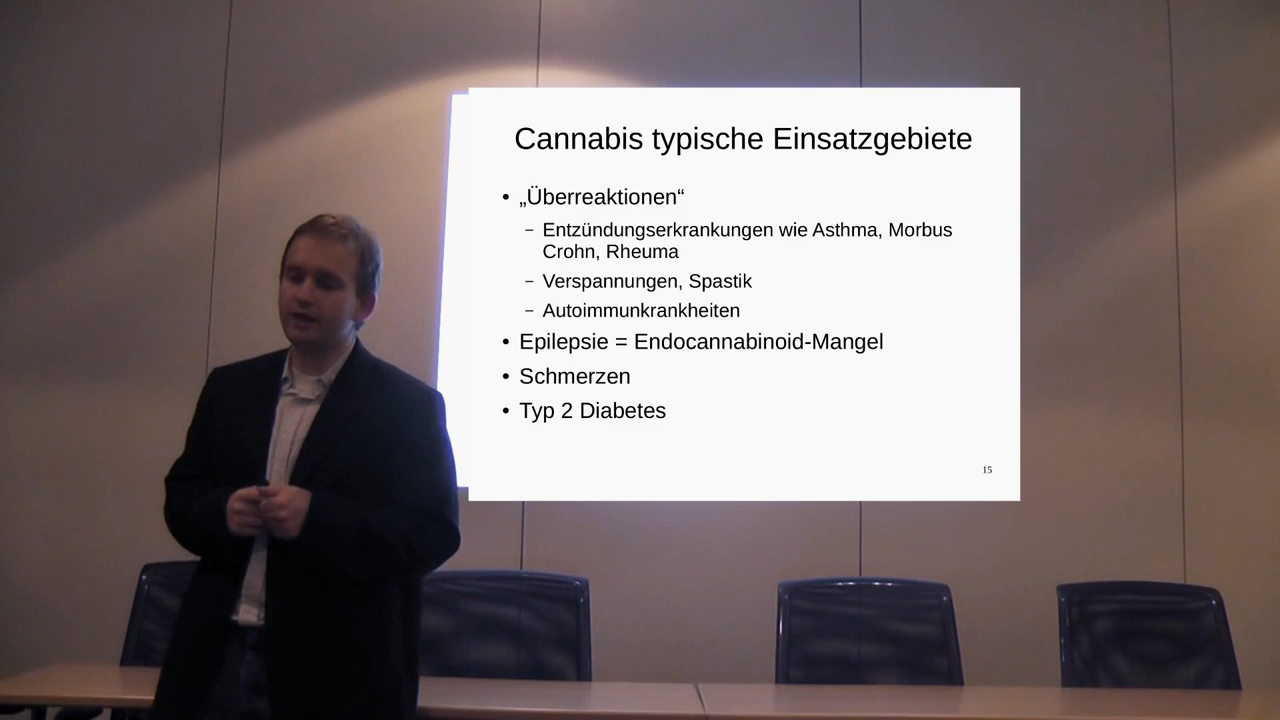 Cannabis typische Einsatzgebiete
• „Überreaktionen“
– Entzündungserkrankungen wie Asthma, Morbus
Crohn, Rheuma
– Verspannungen, Spastik
– Autoimmunkrankheiten
• Epilepsie = Endocannabinoid-Mangel
• Schmerzen
• Typ 2 Diabetes
15